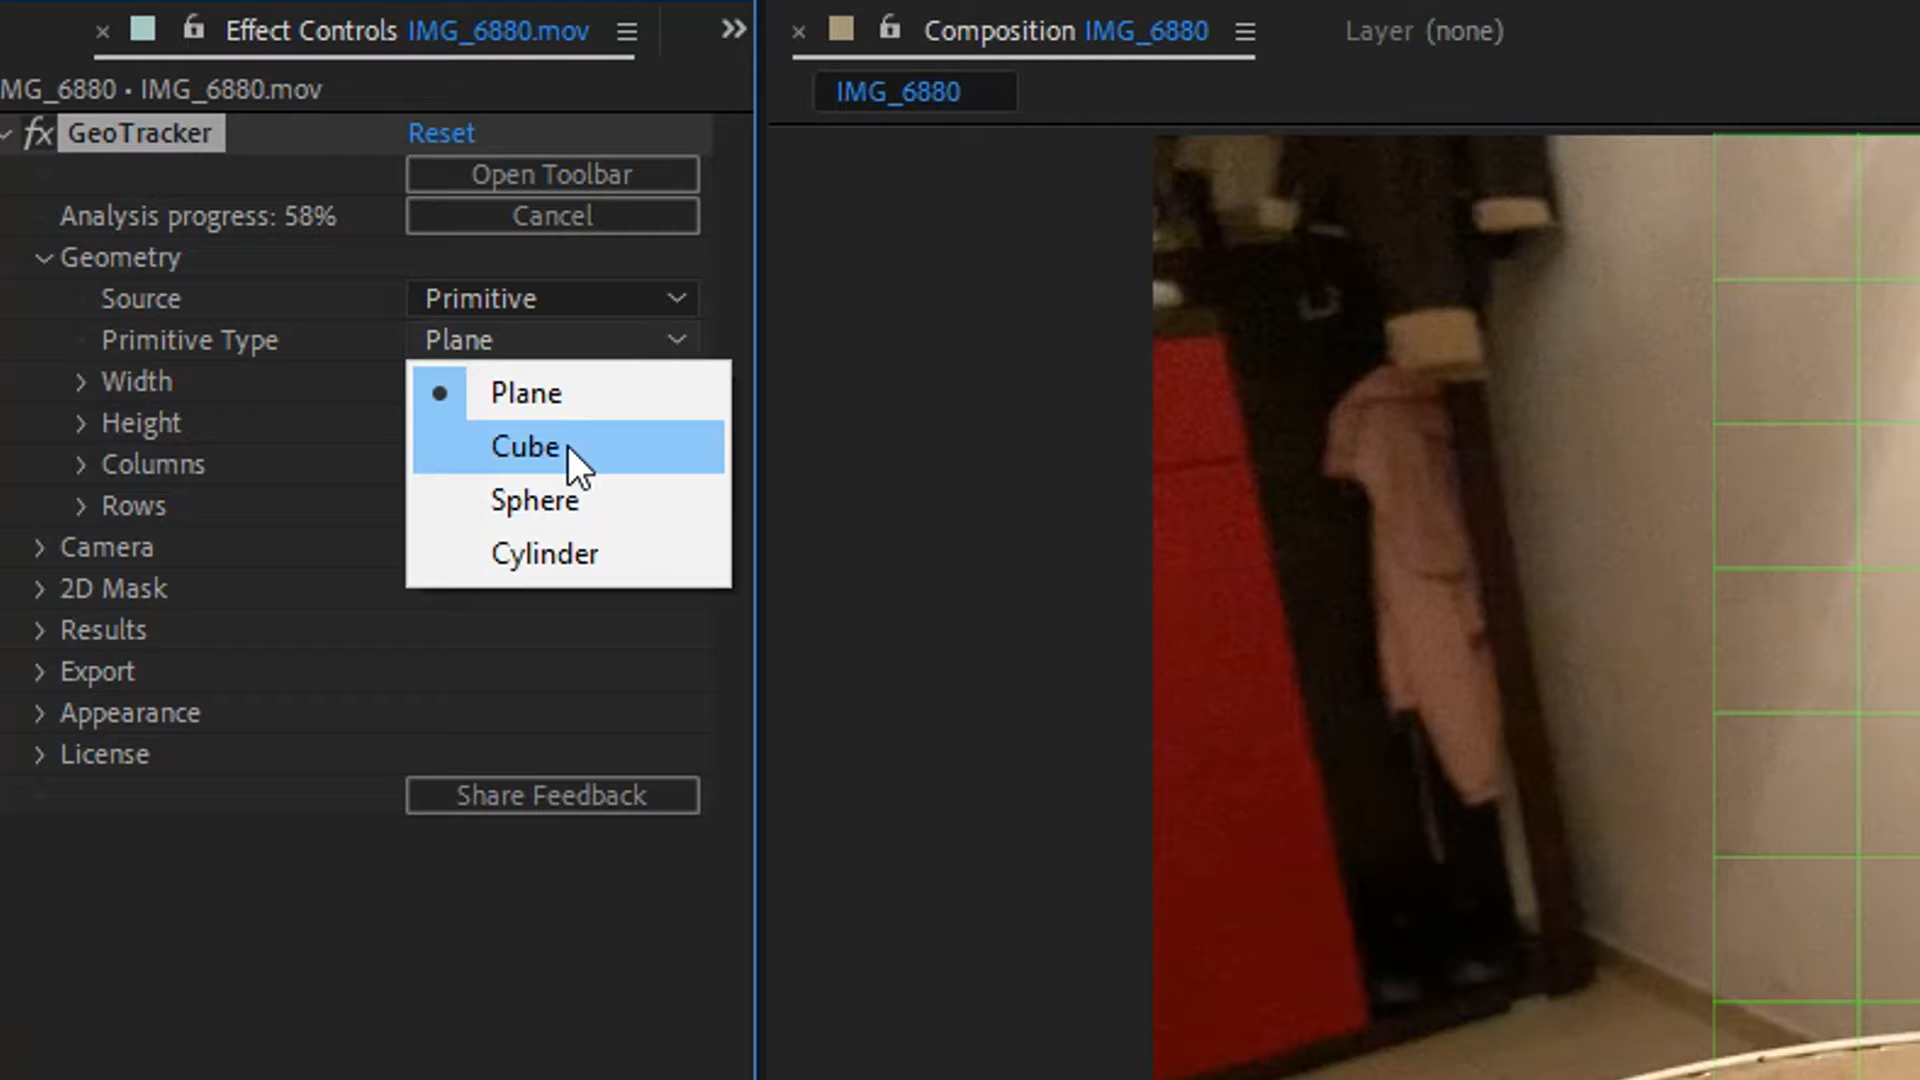 Effect Controls IMG_6880.mov
Composition IMG_6880
Layer (none)
MG_6880 • IMG_6880.mov
IMG_6880
fx GeoTracker Reset
Open Toolbar
Analysis progress: 58% Cancel
Geometry
Source Primitive
Primitive Type Plane
Width
Height
Columns
Rows
Plane
Cube
Sphere
Cylinder
Camera
2D Mask
Results
Export
Appearance
License
Share Feedback